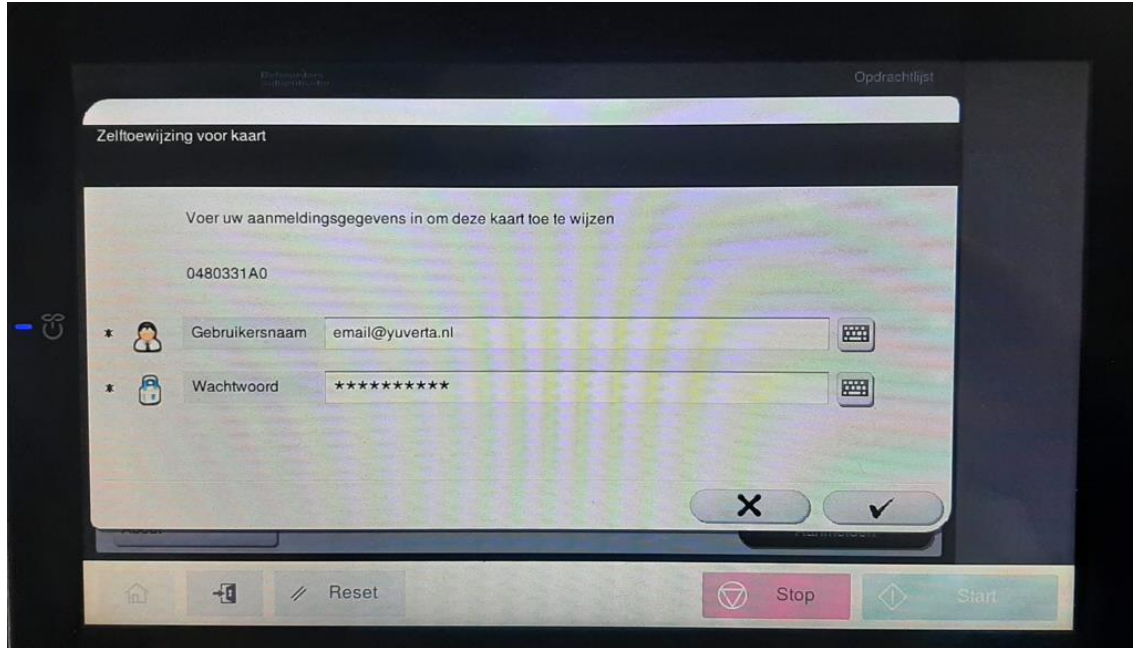 Opdrachtlijst
Zelftoewijzing voor kaart
Voer uw aanmeldingsgegevens in om deze kaart toe te wijzen
0480331A0
* Gebruikersnaam email@yuverta.nl
* Wachtwoord **********
Aanmelden
Reset Stop Start